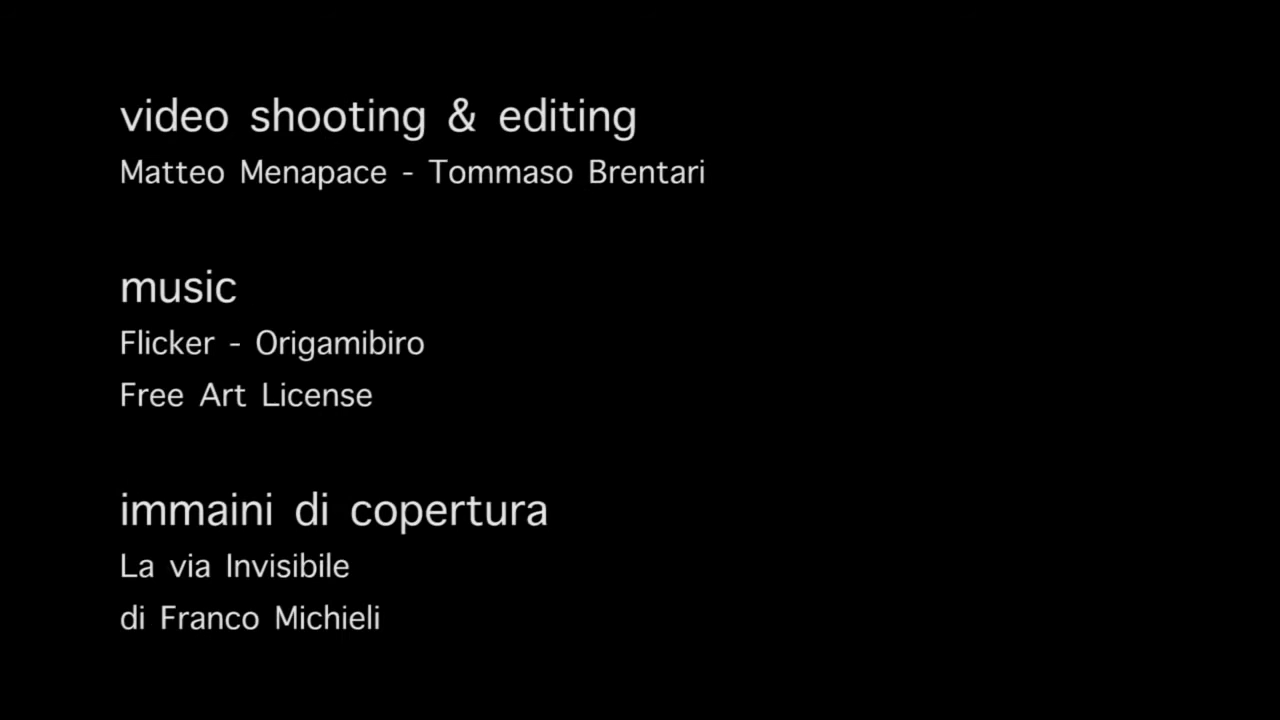 video shooting & editing
Matteo Menapace - Tommaso Brentari
music
Flicker - Origamibiro
Free Art License
immaini di copertura
La via Invisibile
di Franco Michieli